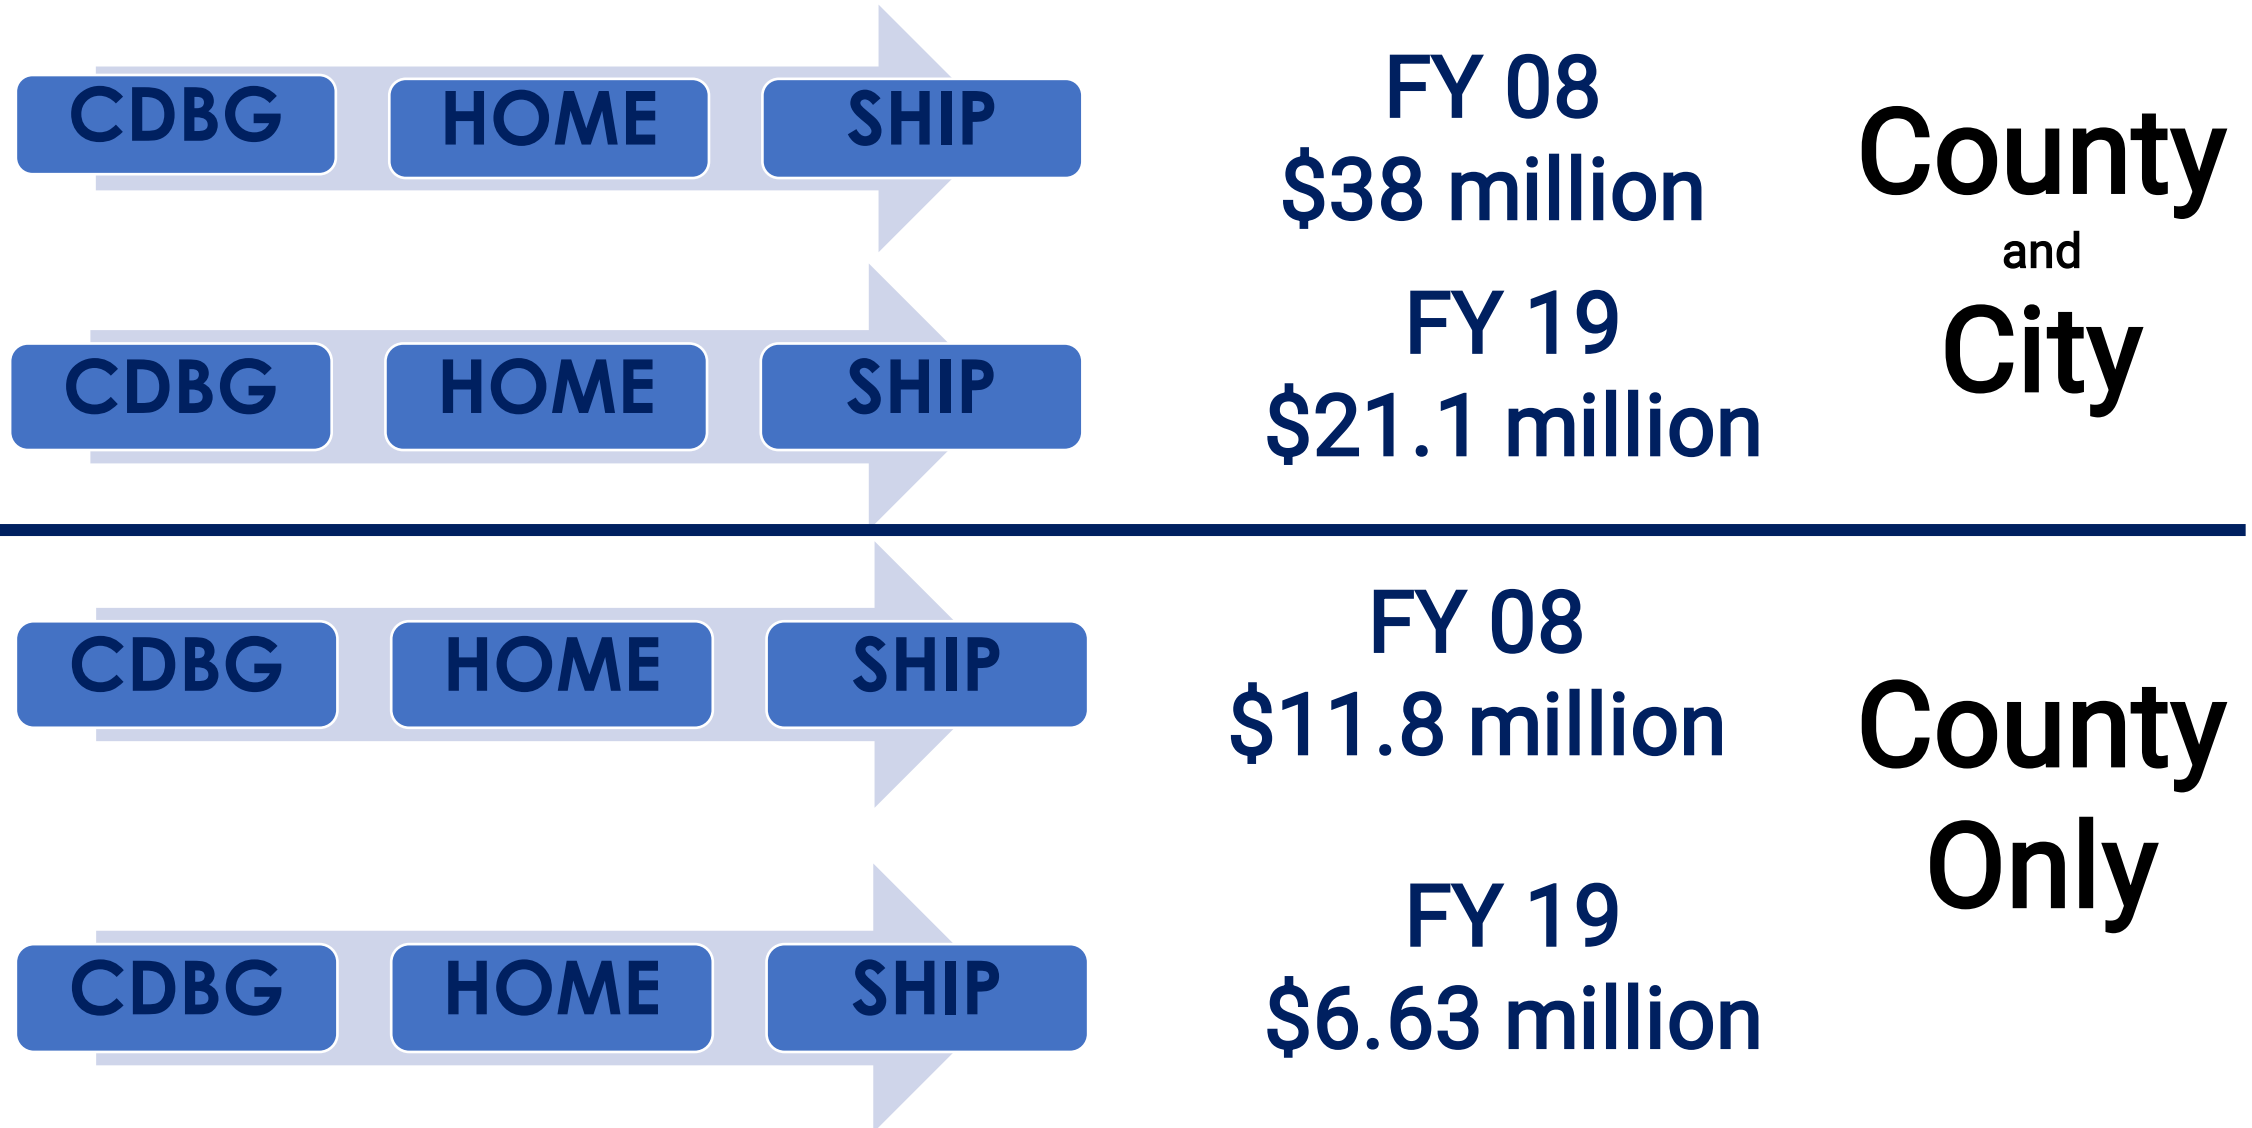 CDBG HOME SHIP
FY 08
$38 million
CDBG HOME SHIP
FY 19
$21.1 million
County
and
City
CDBG HOME SHIP
FY 08
$11.8 million
CDBG HOME SHIP
FY 19
$6.63 million
County
Only